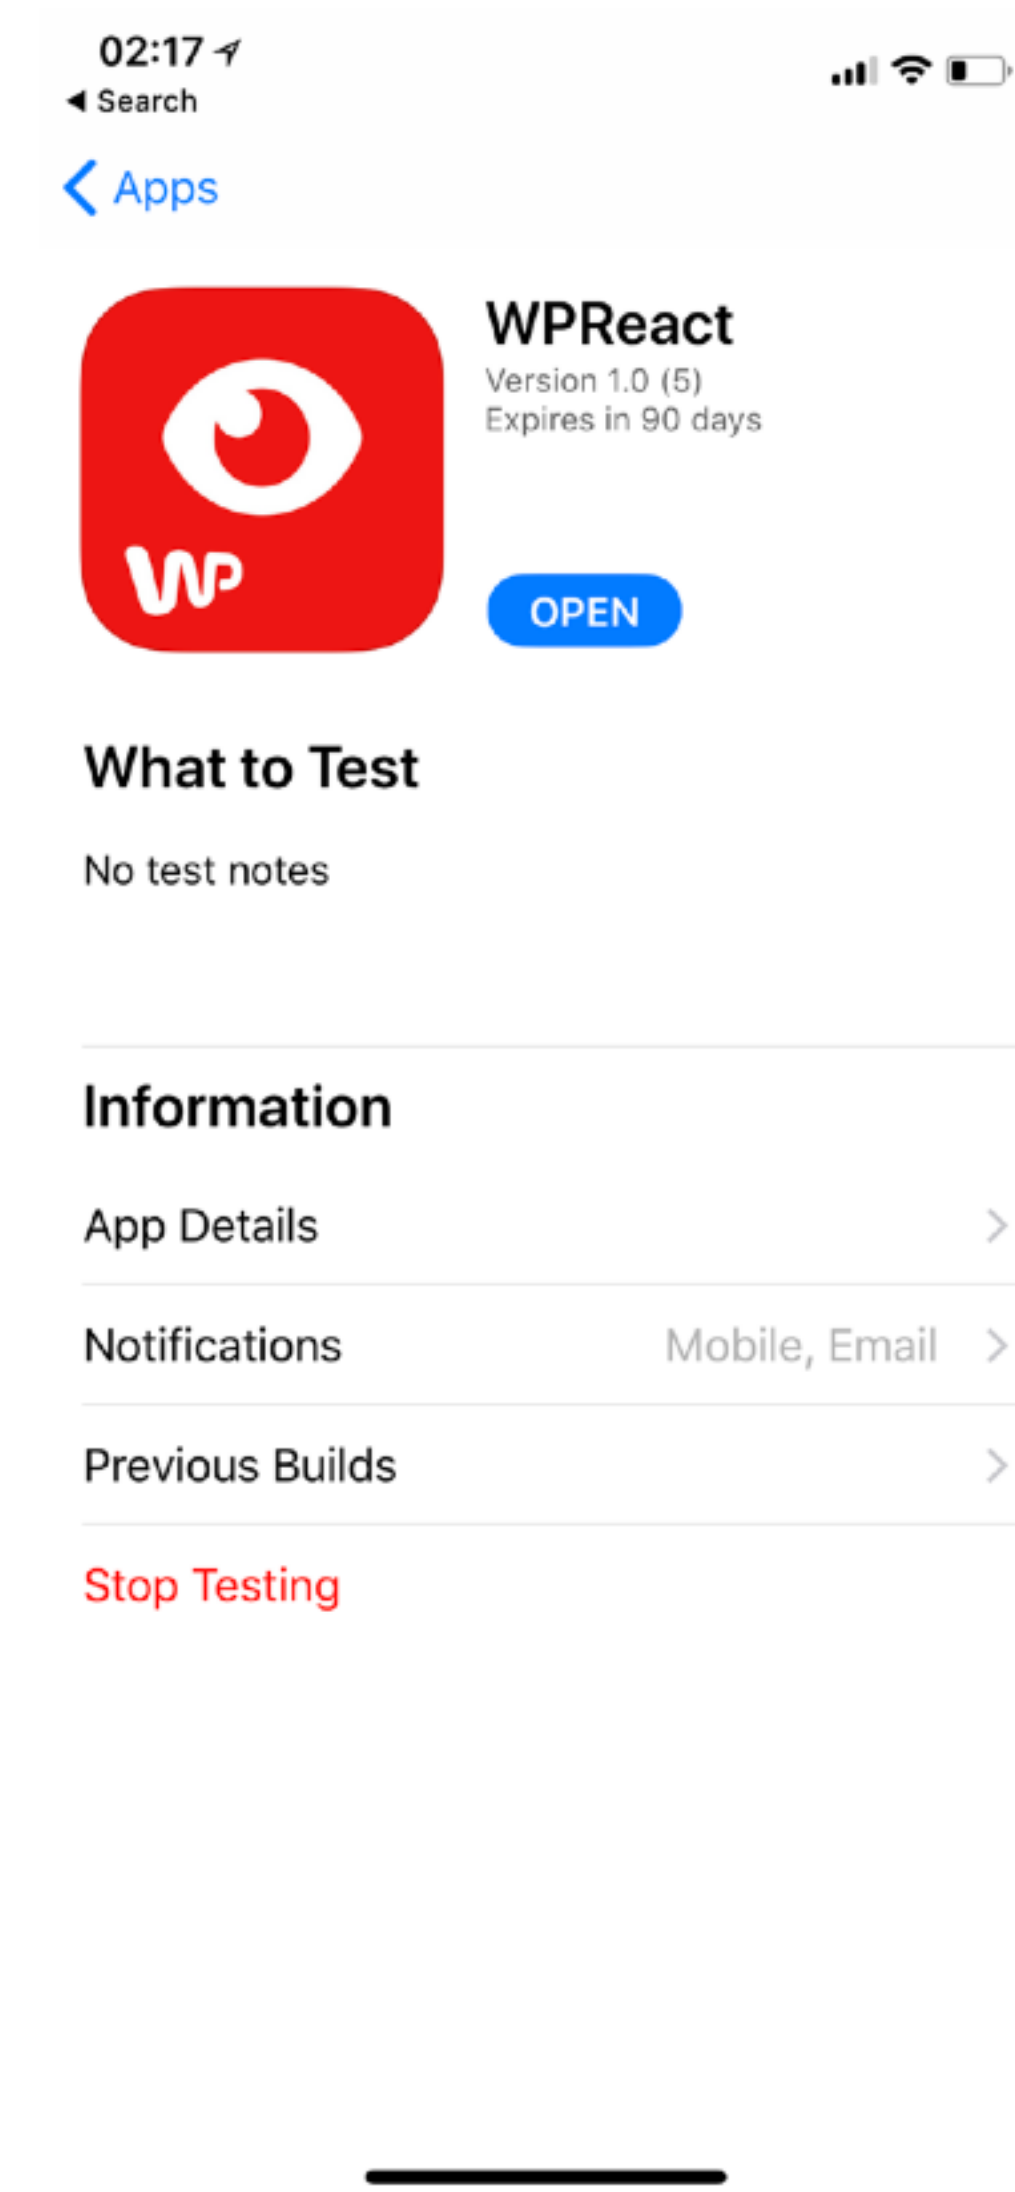 02:17
◀ Search
Apps
WPReact
Version 1.0 (5)
Expires in 90 days
WP
OPEN
What to Test
No test notes
Information
App Details
Notifications Mobile, Email
Previous Builds
Stop Testing